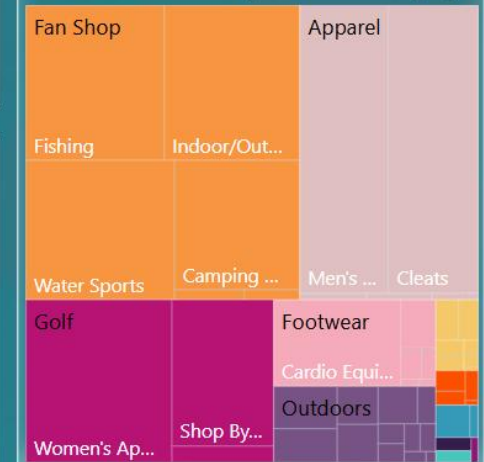 Fan Shop
Fishing
Indoor/Out...
Water Sports
Camping ...
Apparel
Men's ...
Cleats
Golf
Women's Ap...
Shop By...
Footwear
Cardio Equi...
Outdoors